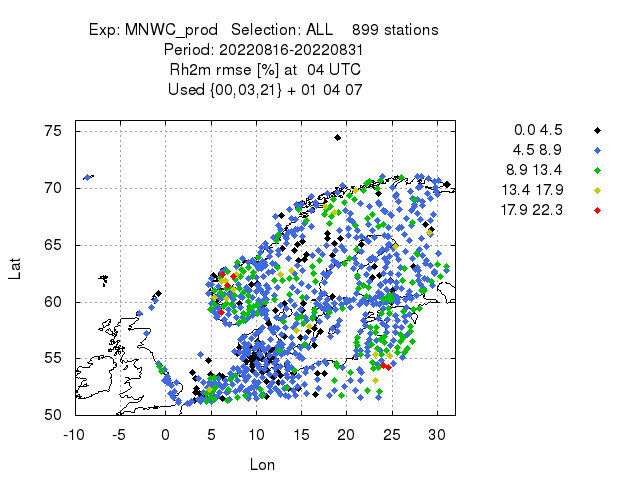 Exp: MNWC_prod Selection: ALL 899 stations
Period: 20220816-20220831
Rh2m rmse [%] at 04 UTC
Used {00,03,21} + 01 04 07
0.0 4.5
4.5 8.9
8.9 13.4
13.4 17.9
17.9 22.3
75
70
65
60
55
50
Lat
-10 -5 0 5 10 15 20 25 30
Lon